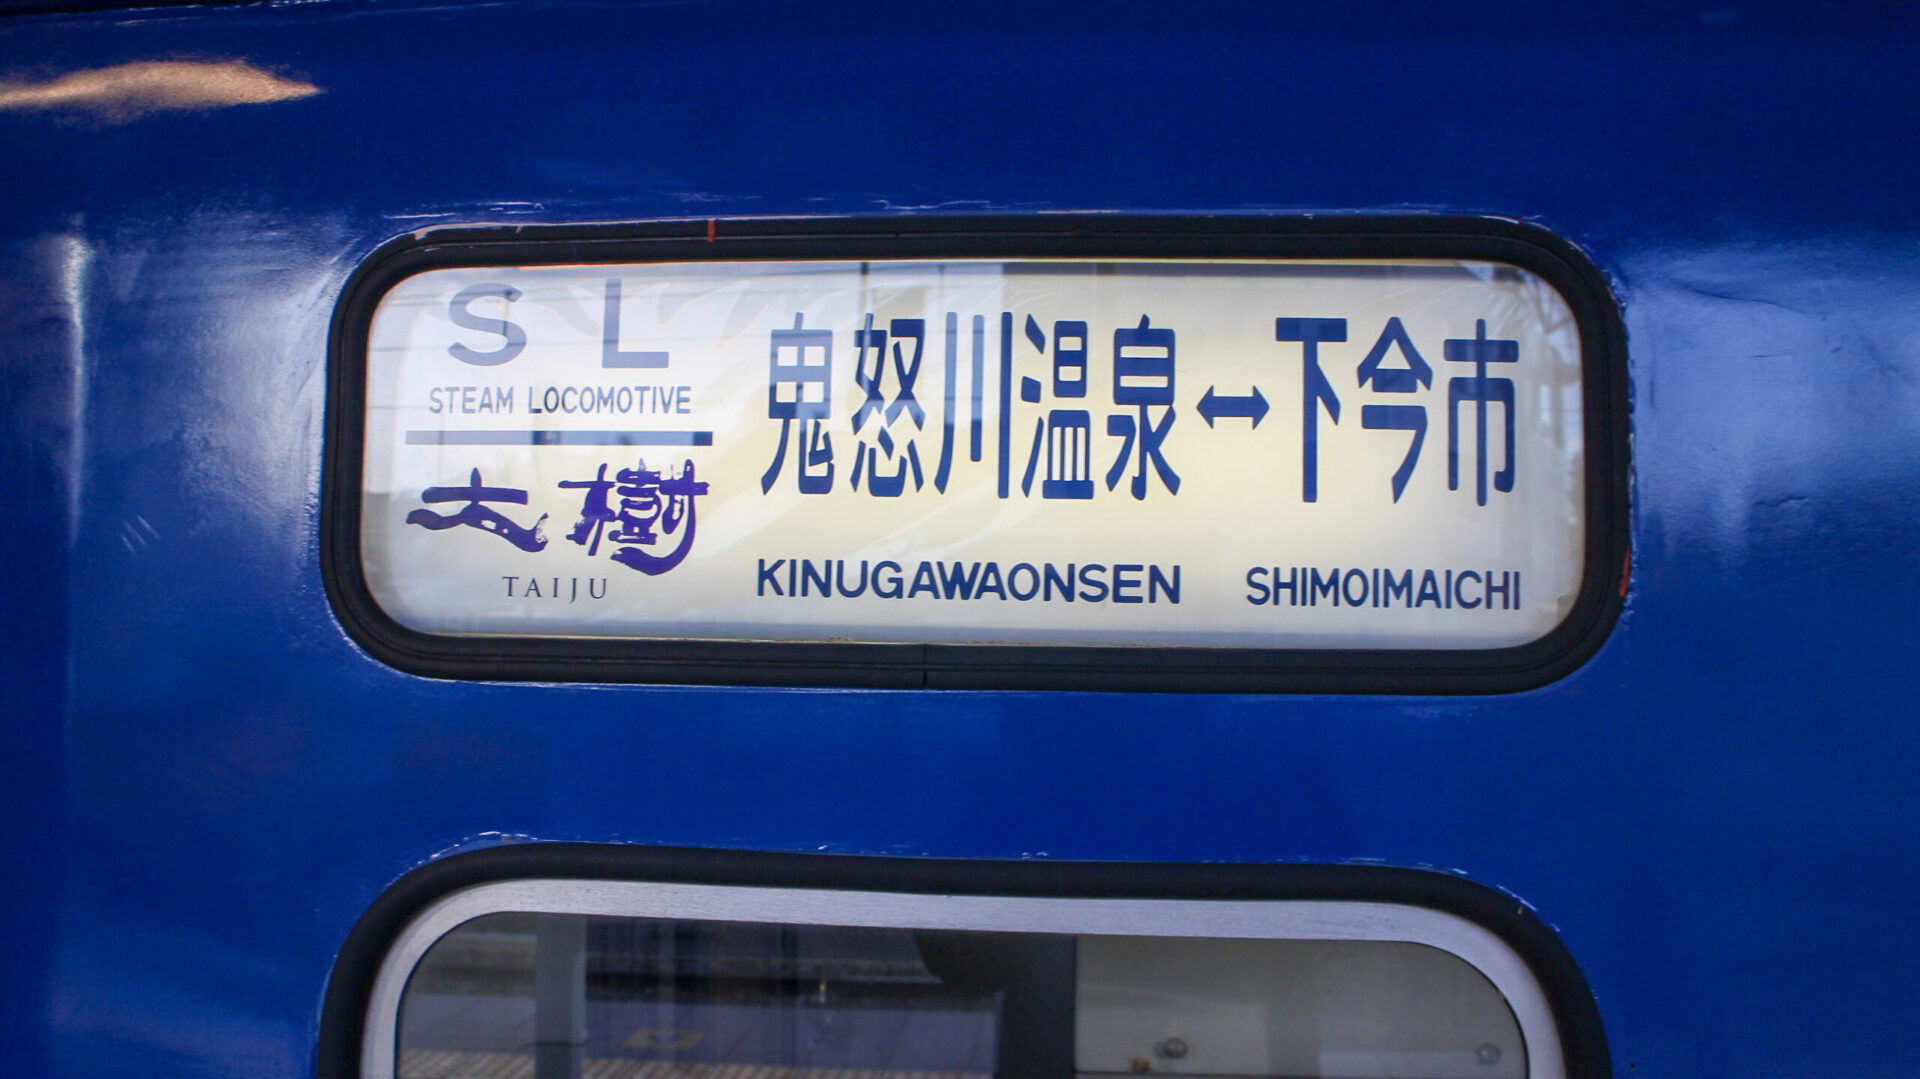 S L
STEAM LOCOMOTIVE
大樹
TAIJU
鬼怒川温泉↔下今市
KINUGAWAONSEN SHIMOIMAICHI